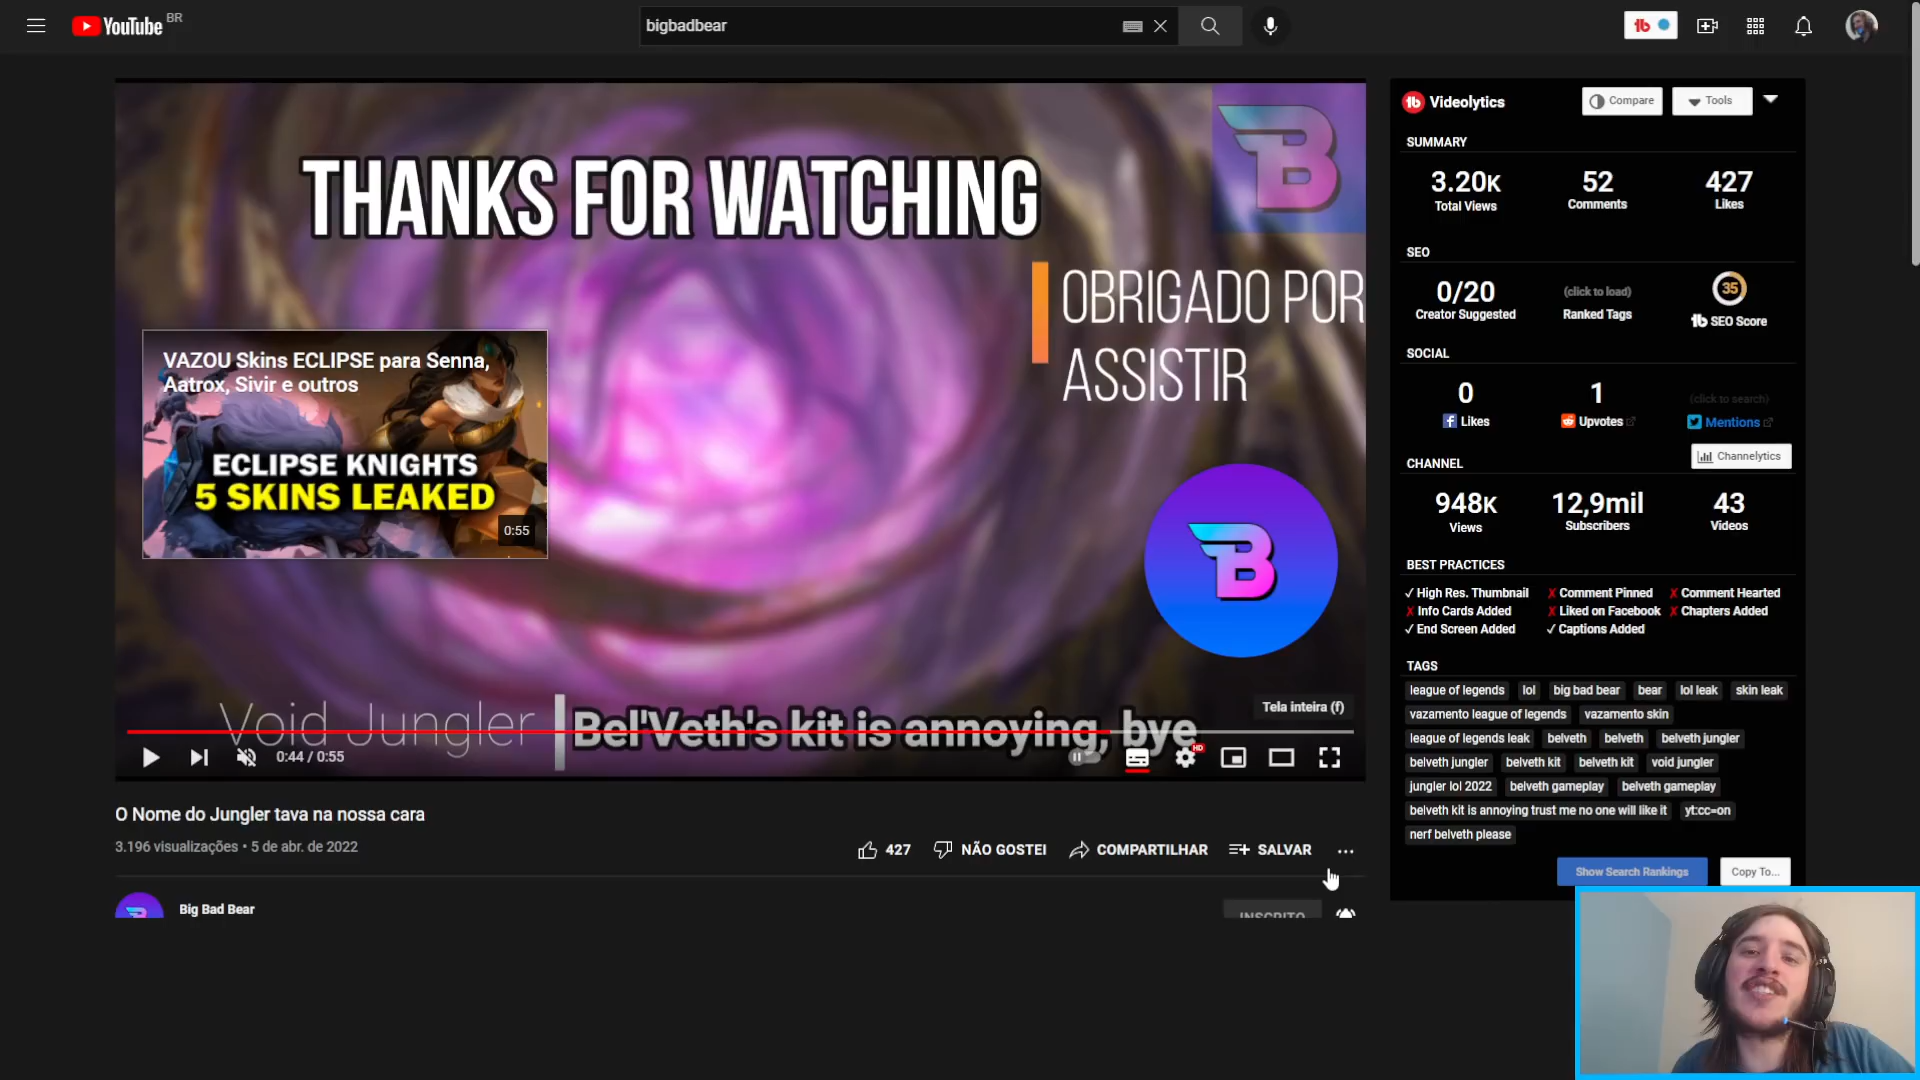 YouTube BR
bigbadbear
THANKS FOR WATCHING
OBRIGADO POR
ASSISTIR
VAZOU Skins ECLIPSE para Senna,
Aatrox, Sivir e outros
ECLIPSE KNIGHTS
5 SKINS LEAKED
0:55
B
B
Tela inteira (f)
Void Jungler
Bel'Veth's kit is annoying, bye
0:44 / 0:55
HD
O Nome do Jungler tava na nossa cara
3.196 visualizações • 5 de abr. de 2022
427
NÃO GOSTEI
COMPARTILHAR
SALVAR
Big Bad Bear
INSCRITO
Videolytics
Compare
Tools
SUMMARY
3.20K 52 427
Total Views Comments Likes
SEO
0/20 (click to load) 35
Creator Suggested Ranked Tags SEO Score
SOCIAL
0 1 (click to search)
Likes Upvotes Mentions
CHANNEL Channelytics
948K 12,9mil 43
Views Subscribers Videos
BEST PRACTICES
✓ High Res. Thumbnail ✗ Comment Pinned ✗ Comment Hearted
✗ Info Cards Added ✗ Liked on Facebook ✗ Chapters Added
✓ End Screen Added ✓ Captions Added
TAGS
league of legends lol big bad bear bear lol leak skin leak
vazamento league of legends vazamento skin
league of legends leak belveth belveth belveth jungler
belveth jungler belveth kit belveth kit void jungler
jungler lol 2022 belveth gameplay belveth gameplay
belveth kit is annoying trust me no one will like it yt:cc=on
nerf belveth please
Show Search Rankings Copy To...